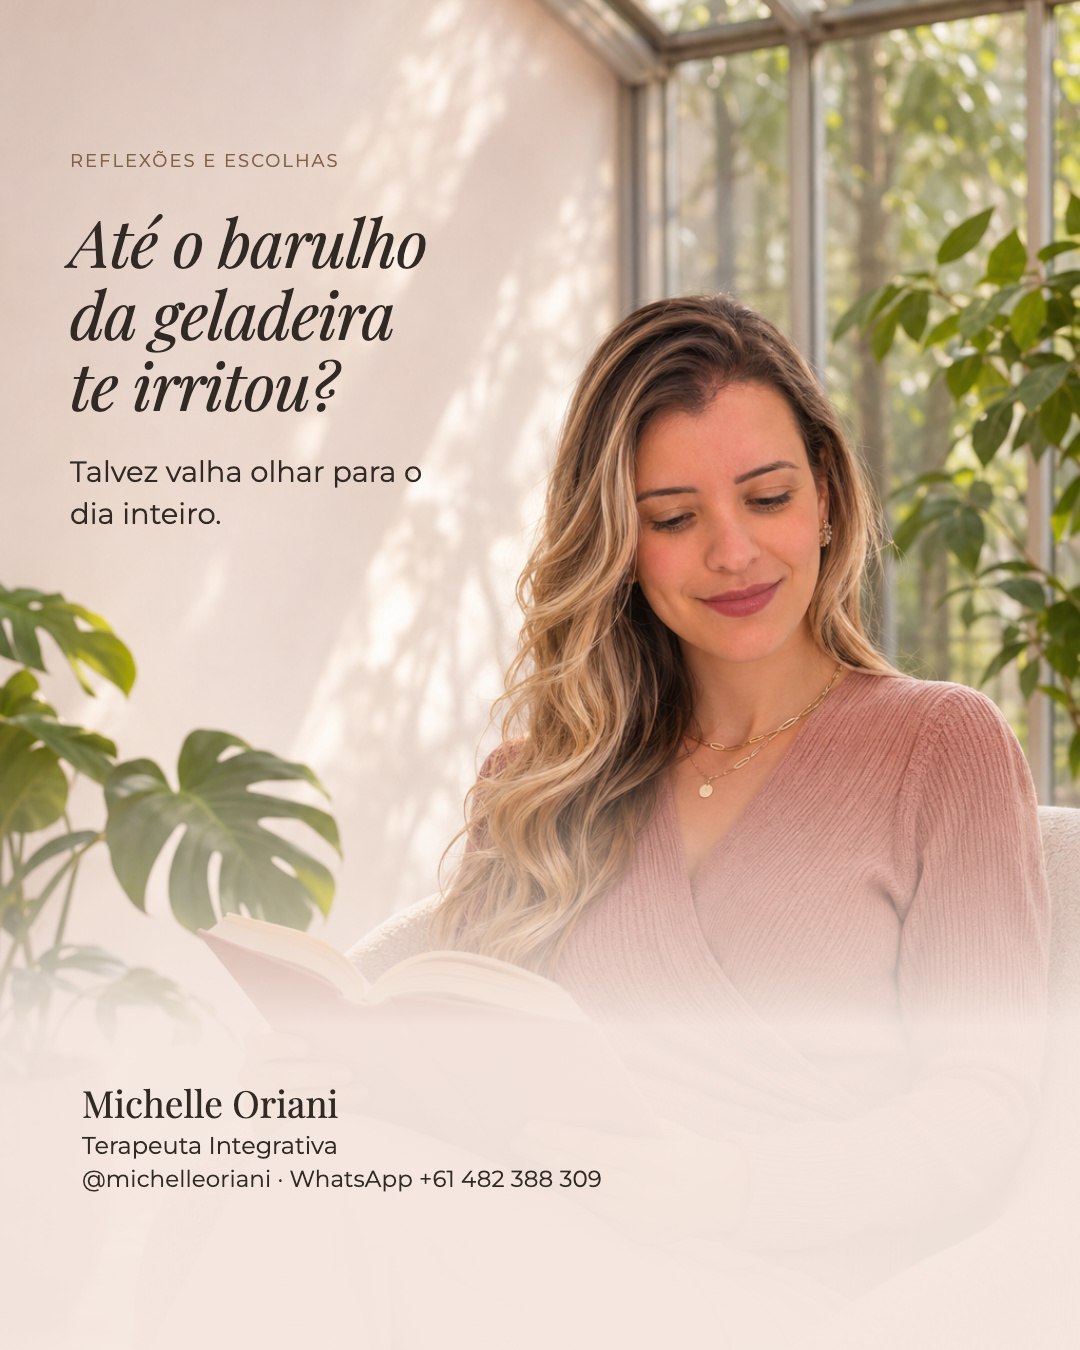 REFLEXÕES E ESCOLHAS
Até o barulho
da geladeira
te irritou?
Talvez valha olhar para o
dia inteiro.
Michelle Oriani
Terapeuta Integrativa
@michelleoriani · WhatsApp +61 482 388 309